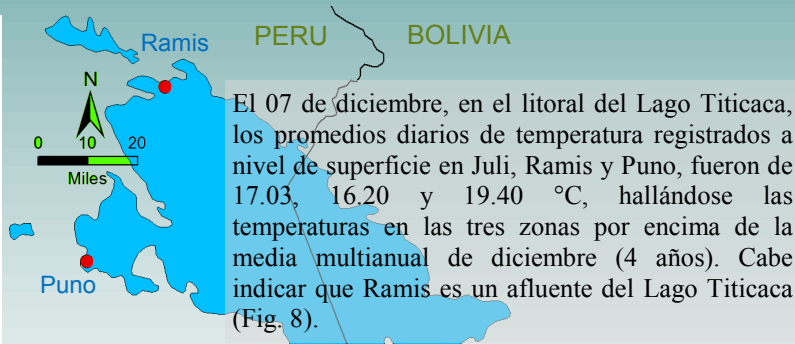 Ramis
PERU
BOLIVIA
N
0 10 20
Miles
El 07 de diciembre, en el litoral del Lago Titicaca,
los promedios diarios de temperatura registrados a
nivel de superficie en Juli, Ramis y Puno, fueron de
17.03, 16.20 y 19.40 °C, hallándose las
temperaturas en las tres zonas por encima de la
media multianual de diciembre (4 años). Cabe
indicar que Ramis es un afluente del Lago Titicaca
(Fig. 8).
Puno